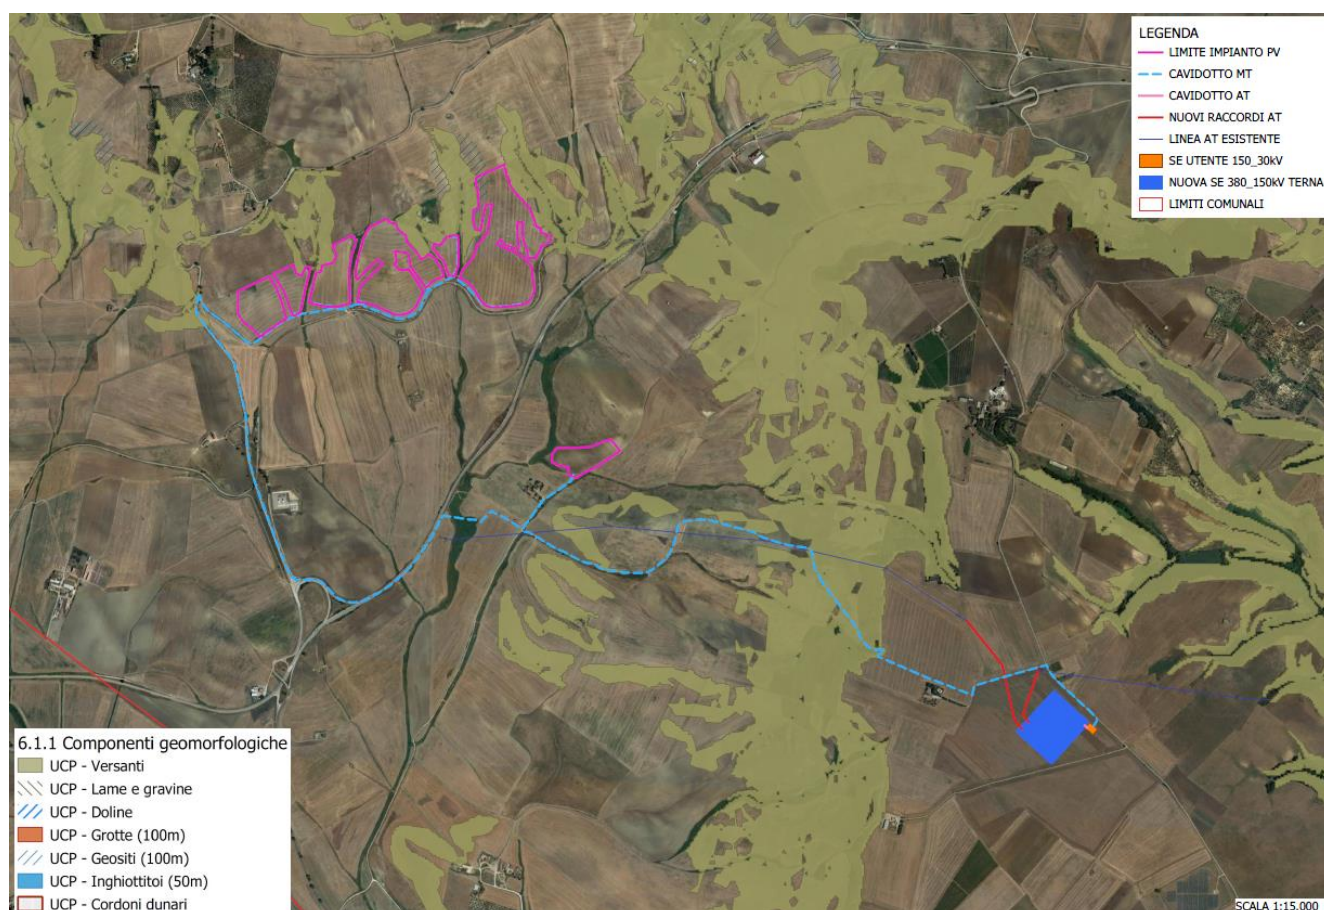 LEGENDA
LIMITE IMPIANTO PV
CAVIDOTTO MT
CAVIDOTTO AT
NUOVI RACCORDI AT
LINEA AT ESISTENTE
SE UTENTE 150_30kV
NUOVA SE 380_150kV TERNA
LIMITI COMUNALI
6.1.1 Componenti geomorfologiche
UCP - Versanti
UCP - Lame e gravine
UCP - Doline
UCP - Grotte (100m)
UCP - Geositi (100m)
UCP - Inghiottitoi (50m)
UCP - Cordoni dunari
SCALA 1:15.000